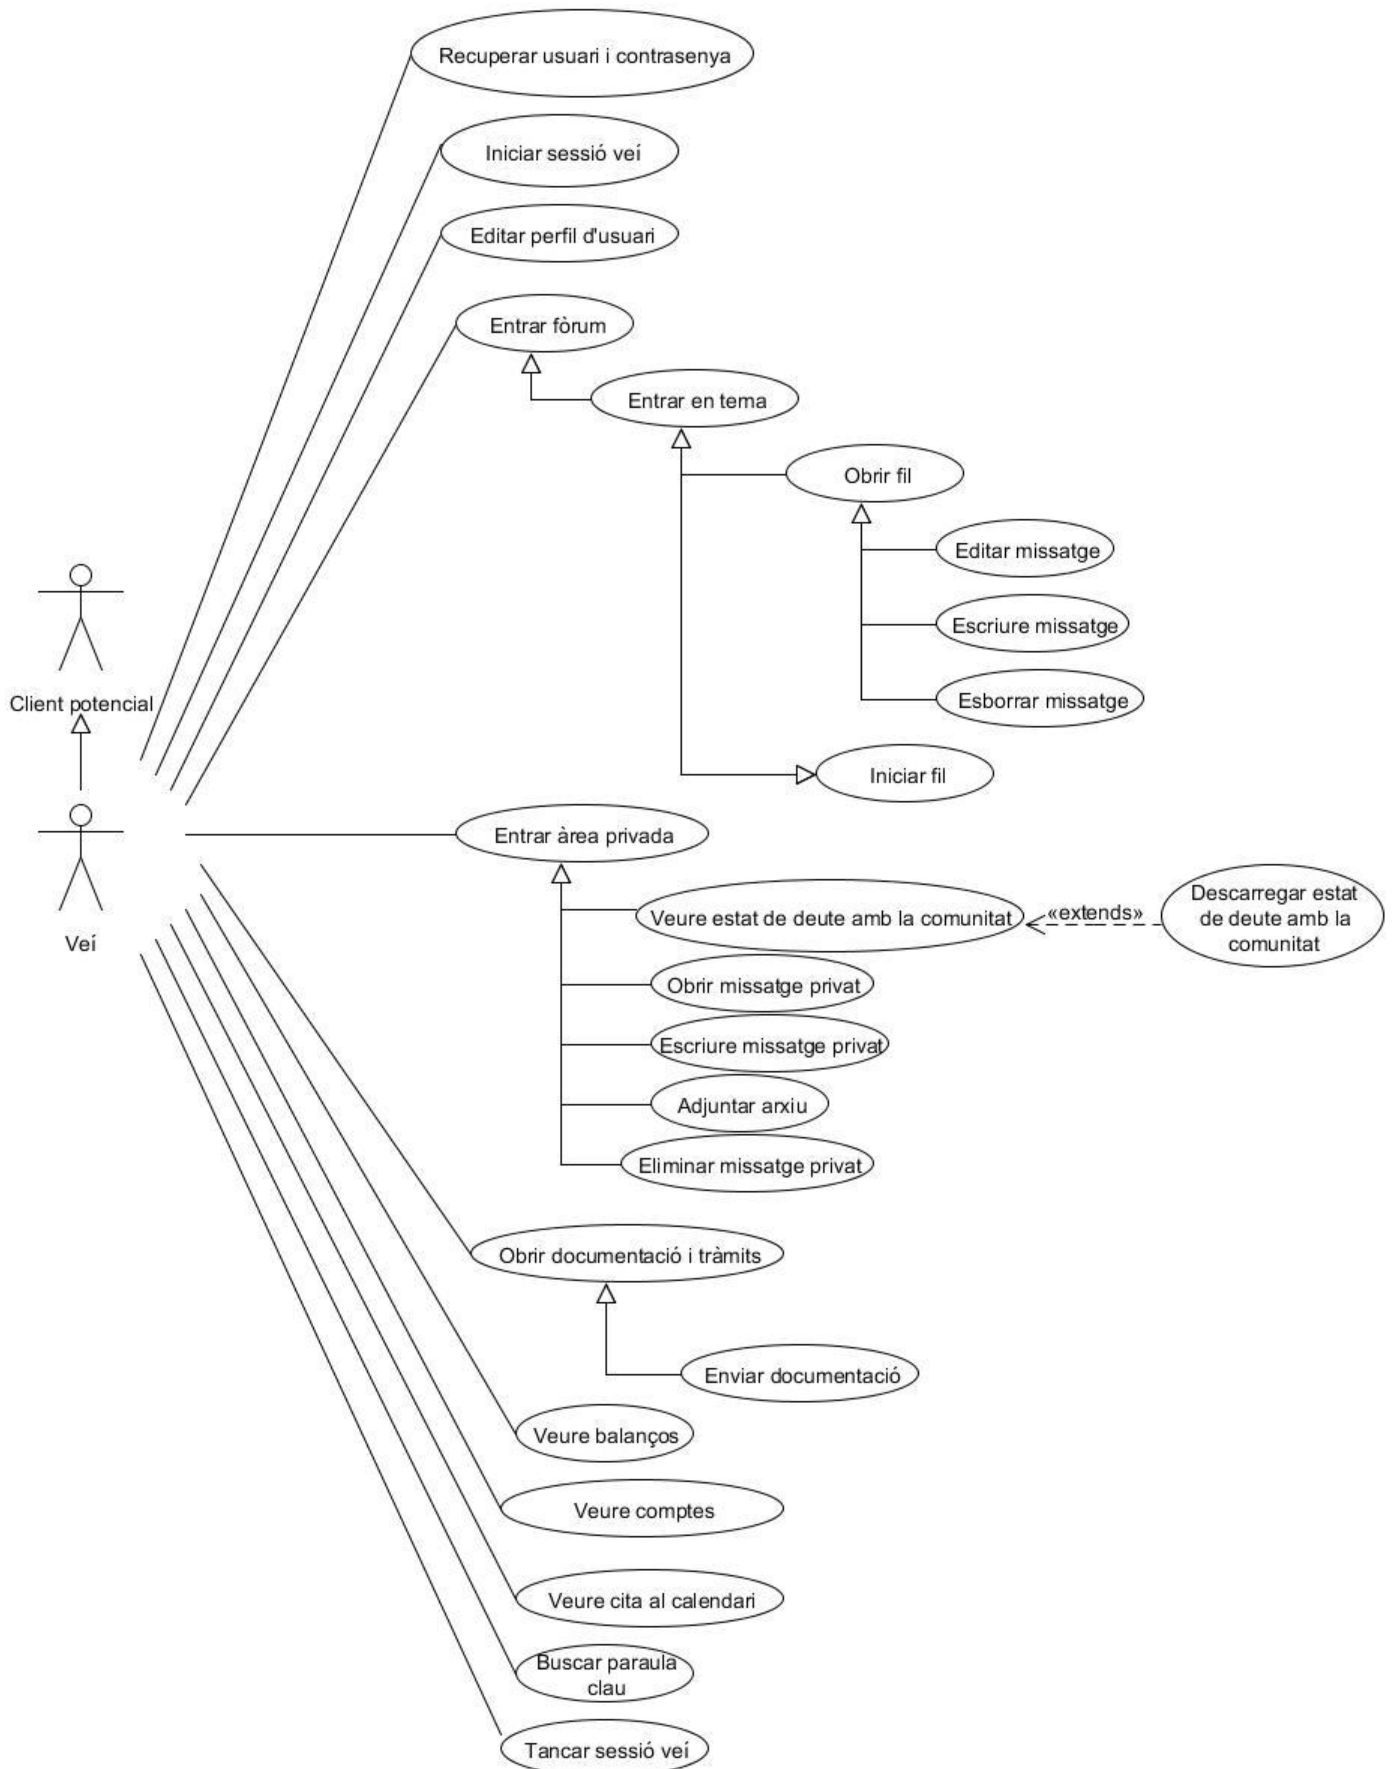 Recuperar usuari i contrasenya
Iniciar sessió veí
Editar perfil d'usuari
Entrar fòrum
Entrar en tema
Obrir fil
Editar missatge
Escriure missatge
Esborrar missatge
Client potencial
Iniciar fil
Entrar àrea privada
Veí
Veure estat de deute amb la comunitat
«extends»
Descarregar estat
de deute amb la
comunitat
Obrir missatge privat
Escriure missatge privat
Adjuntar arxiu
Eliminar missatge privat
Obrir documentació i tràmits
Enviar documentació
Veure balanços
Veure comptes
Veure cita al calendari
Buscar paraula
clau
Tancar sessió veí